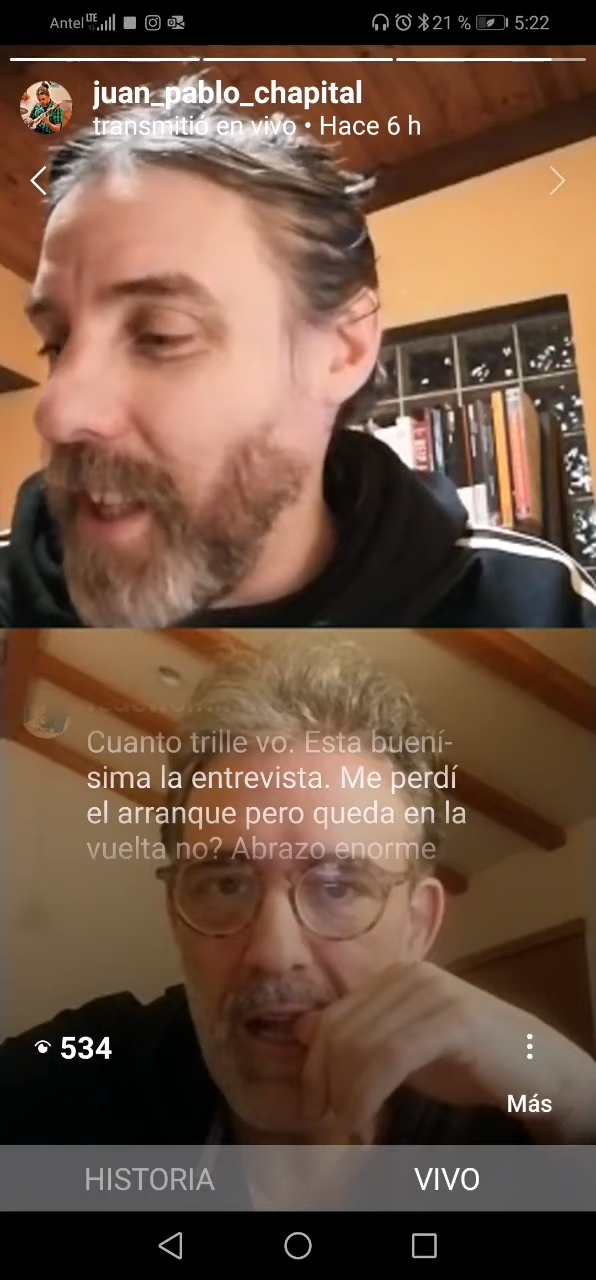 Antel LTE 21 % 5:22
juan_pablo_chapital
transmitió en vivo • Hace 6 h
Cuanto trille vo. Esta buení-
sima la entrevista. Me perdí
el arranque pero queda en la
vuelta no? Abrazo enorme
534
Más
HISTORIA VIVO